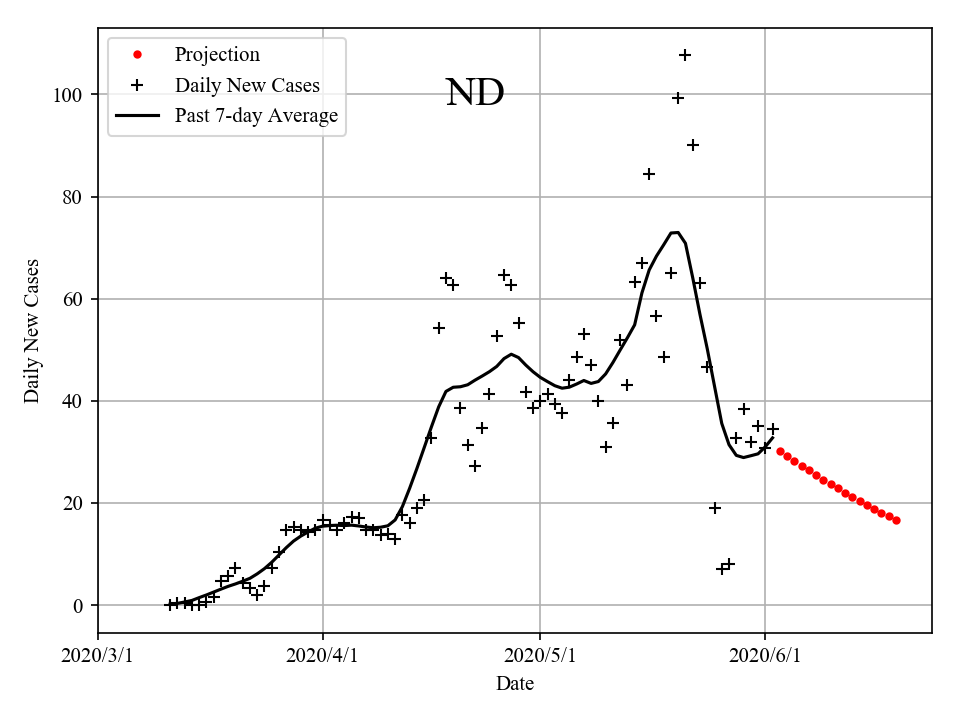 Projection
Daily New Cases
Past 7-day Average
ND
100
80
60
40
20
0
Daily New Cases
2020/3/1 2020/4/1 2020/5/1 2020/6/1
Date